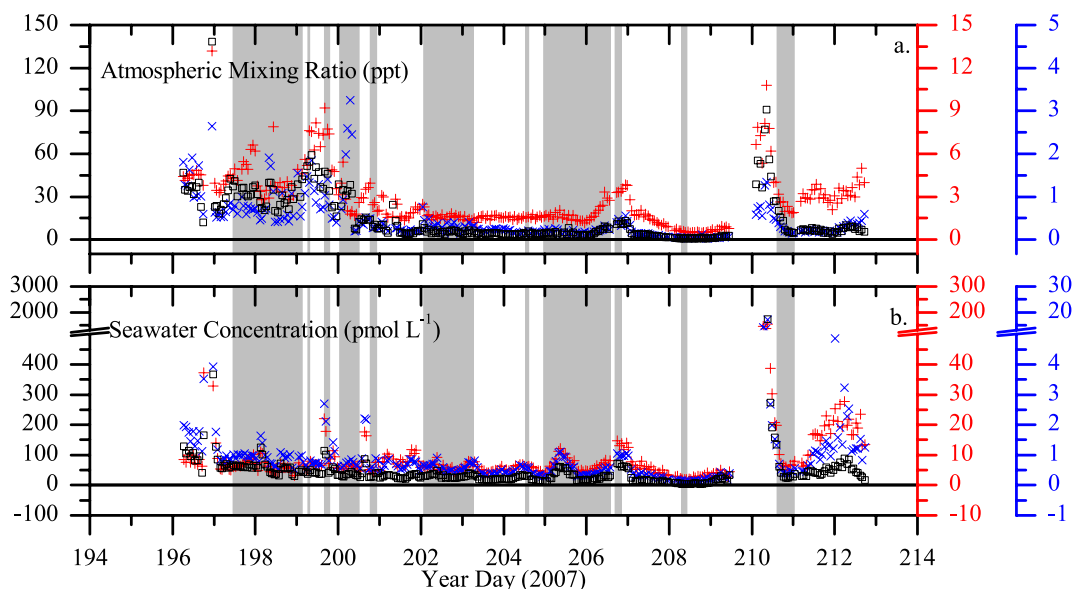 150 15 5
a.
Atmospheric Mixing Ratio (ppt)
120 12 4
90 9 3
60 6 2
30 3 1
0 0 0
3000 300 30
2000 200 20
Seawater Concentration (pmol L⁻¹)
b.
400 40 4
300 30 3
200 20 2
100 10 1
0 0 0
-100 -10 -1
94 196 198 200 202 204 206 208 210 212 214
Year Day (2007)